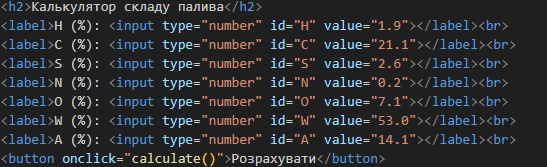 <h2>Калькулятор складу палива</h2>
<label>H (%): <input type="number" id="H" value="1.9"></label><br>
<label>C (%): <input type="number" id="C" value="21.1"></label><br>
<label>S (%): <input type="number" id="S" value="2.6"></label><br>
<label>N (%): <input type="number" id="N" value="0.2"></label><br>
<label>O (%): <input type="number" id="O" value="7.1"></label><br>
<label>W (%): <input type="number" id="W" value="53.0"></label><br>
<label>A (%): <input type="number" id="A" value="14.1"></label><br>
<button onclick="calculate()">Розрахувати</button>